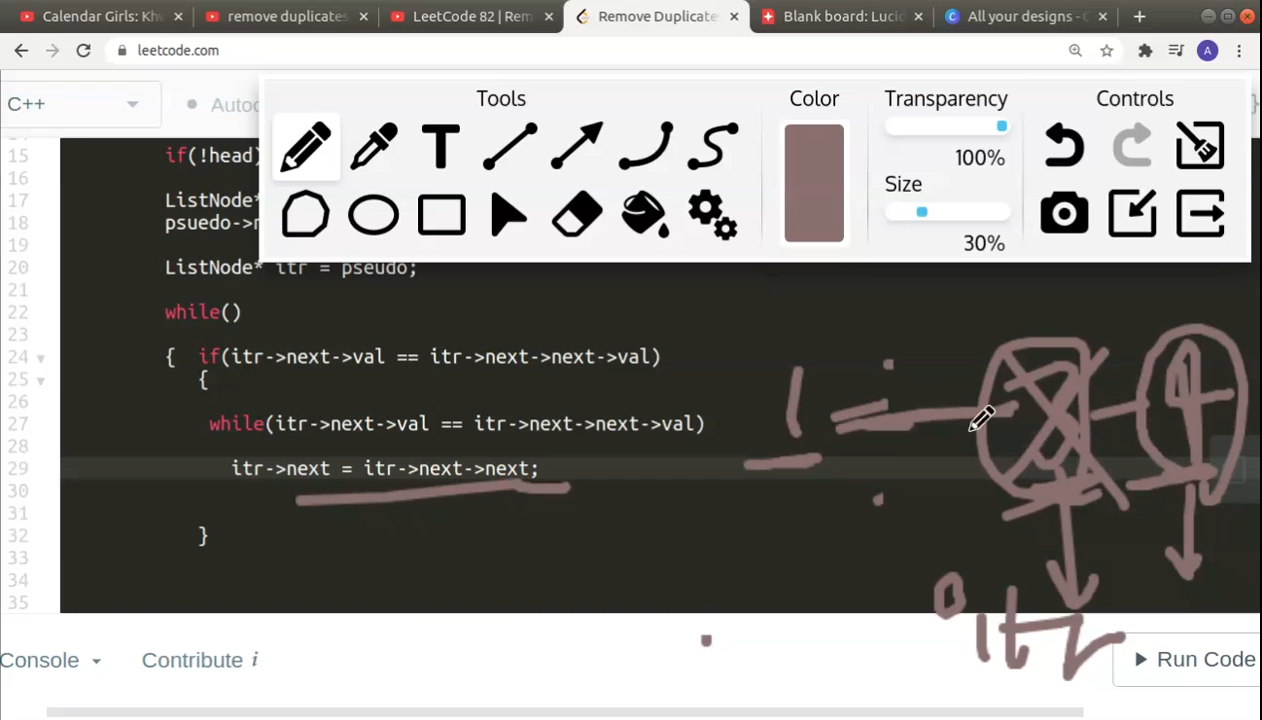 Calendar Girls: Kh
remove duplicates
LeetCode 82 | Rem
Remove Duplicate
Blank board: Lucid
All your designs - C
leetcode.com
A
C++
Autoc
Tools
Color
Transparency
Controls
100%
Size
30%
T
15 if(!head)
16
17 ListNode*
18 psuedo->n
19
20 ListNode* itr = pseudo;
21
22 while()
23
24 { if(itr->next->val == itr->next->next->val)
25 {
26
27 while(itr->next->val == itr->next->next->val)
28
29 itr->next = itr->next->next;
30
31
32 }
33
34
35
1
itr
Console
Contribute i
Run Code